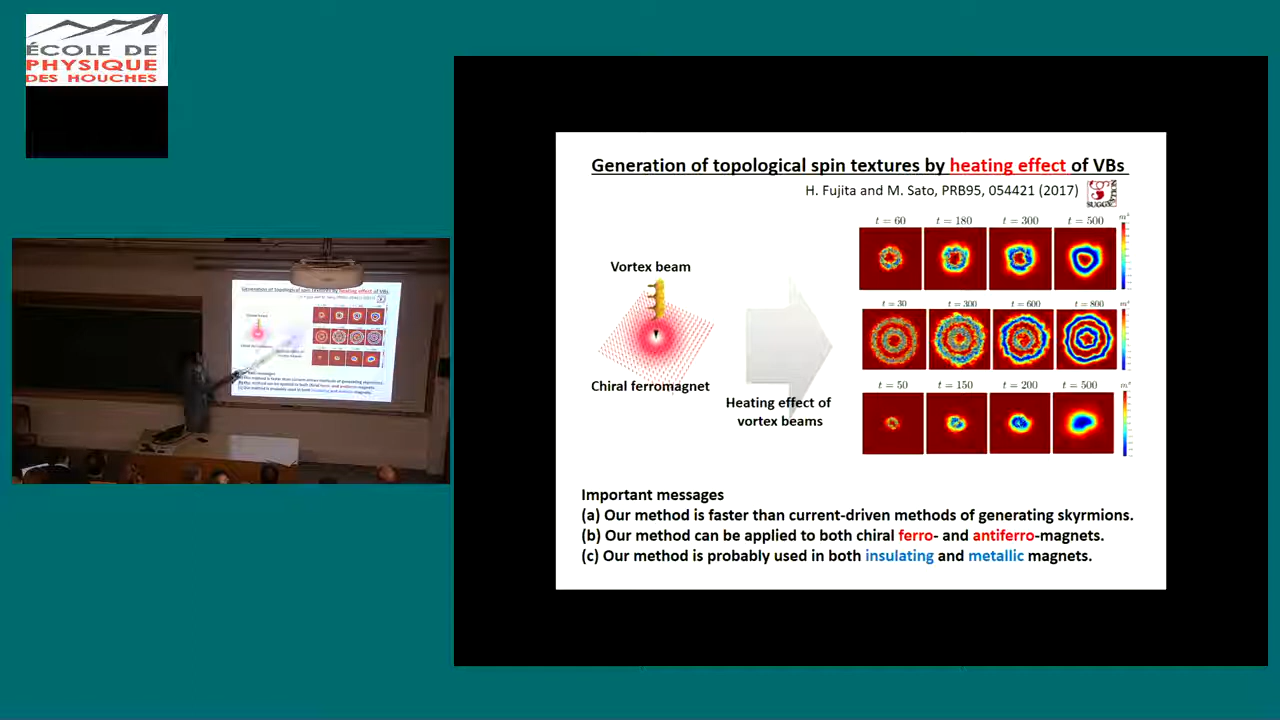 ÉCOLE DE
PHYSIQUE
DES HOUCHES
Generation of topological spin textures by heating effect of VBs
H. Fujita and M. Sato, PRB95, 054421 (2017)
SUGGESTION
Vortex beam
Chiral ferromagnet
Heating effect of
vortex beams
t = 60 t = 180 t = 300 t = 500
t = 30 t = 300 t = 600 t = 800
t = 50 t = 150 t = 200 t = 500
Important messages
(a) Our method is faster than current-driven methods of generating skyrmions.
(b) Our method can be applied to both chiral ferro- and antiferro-magnets.
(c) Our method is probably used in both insulating and metallic magnets.